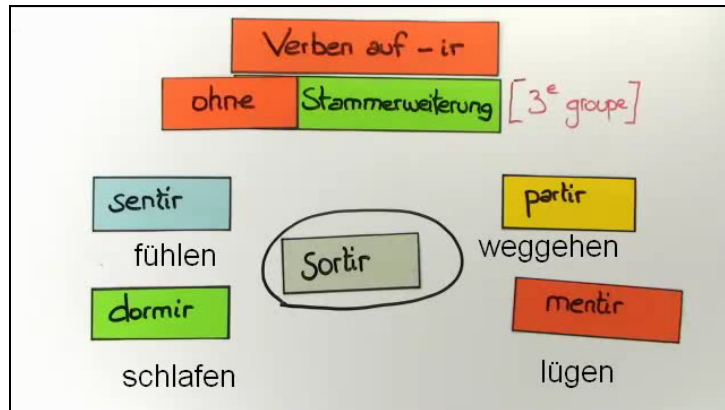 Verben auf - ir
ohne Stammerweiterung [3e groupe]
sentir
fühlen
dormir
schlafen
Sortir
partir
weggehen
mentir
lügen